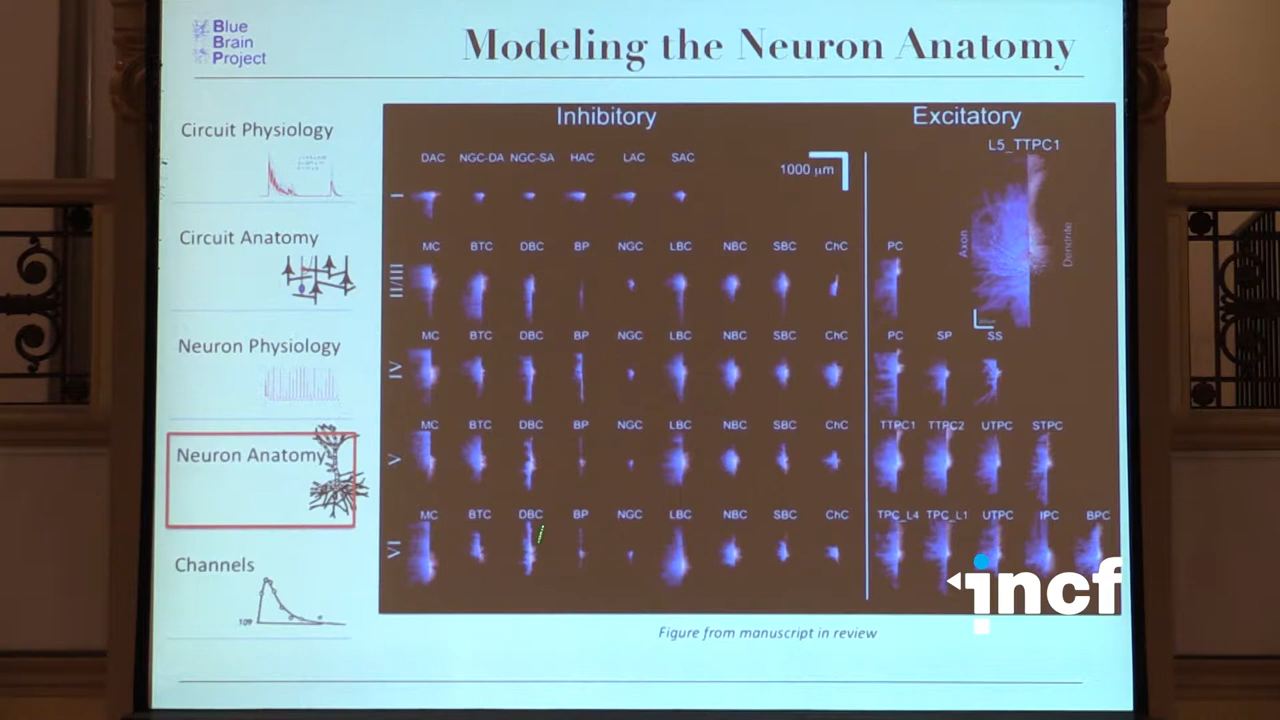 Blue
Brain
Project
Modeling the Neuron Anatomy
Circuit Physiology
Circuit Anatomy
Neuron Physiology
Neuron Anatomy
Channels
109
Inhibitory
Excitatory
L5_TTPC1
DAC NGC-DA NGC-SA HAC LAC SAC
1000 µm
I
Axon
Dendrite
MC BTC DBC BP NGC LBC NBC SBC ChC PC
II/III
MC BTC DBC BP NGC LBC NBC SBC ChC PC SP SS
IV
MC BTC DBC BP NGC LBC NBC SBC ChC TTPC1 TTPC2 UTPC STPC
V
MC BTC DBC BP NGC LBC NBC SBC ChC TPC_L4 TPC_L1 UTPC IPC BPC
VI
incf
Figure from manuscript in review